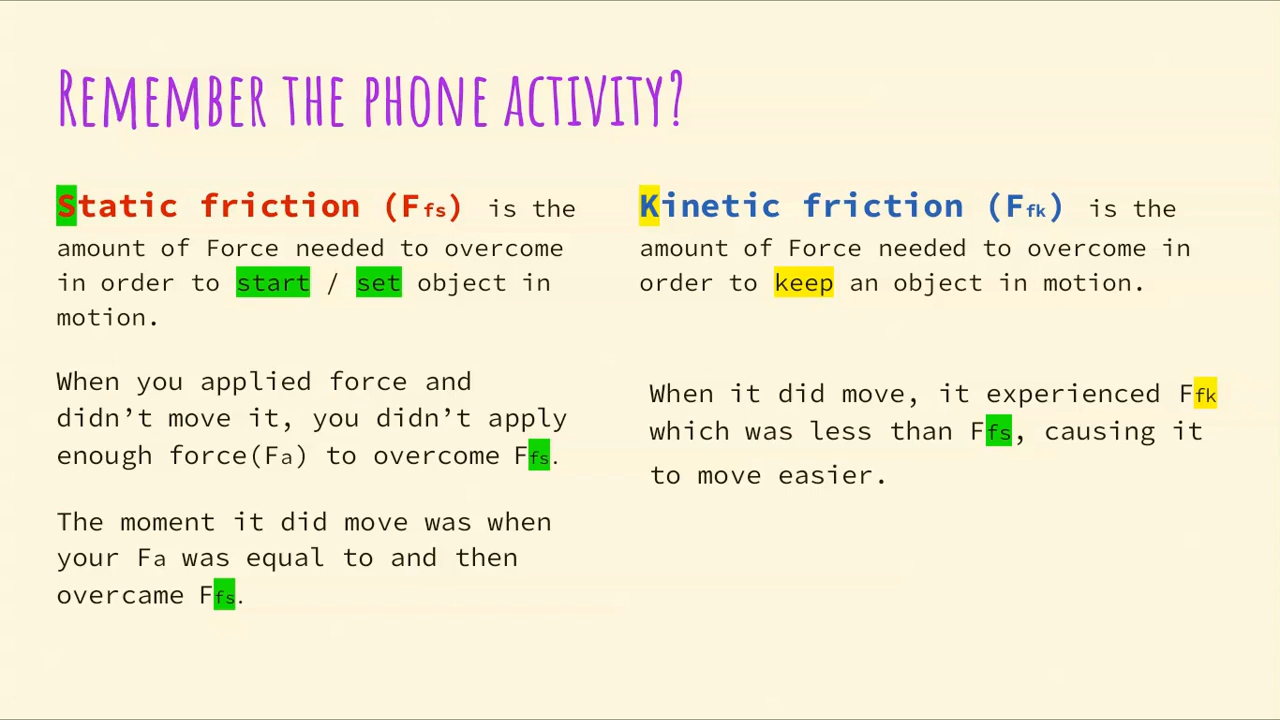 Remember the phone activity?
Static friction (Ffs) is the
amount of Force needed to overcome
in order to start / set object in
motion.
When you applied force and
didn’t move it, you didn’t apply
enough force(Fa) to overcome Ffs.
The moment it did move was when
your Fa was equal to and then
overcame Ffs.
Kinetic friction (Ffk) is the
amount of Force needed to overcome in
order to keep an object in motion.
When it did move, it experienced Ffk
which was less than Ffs, causing it
to move easier.